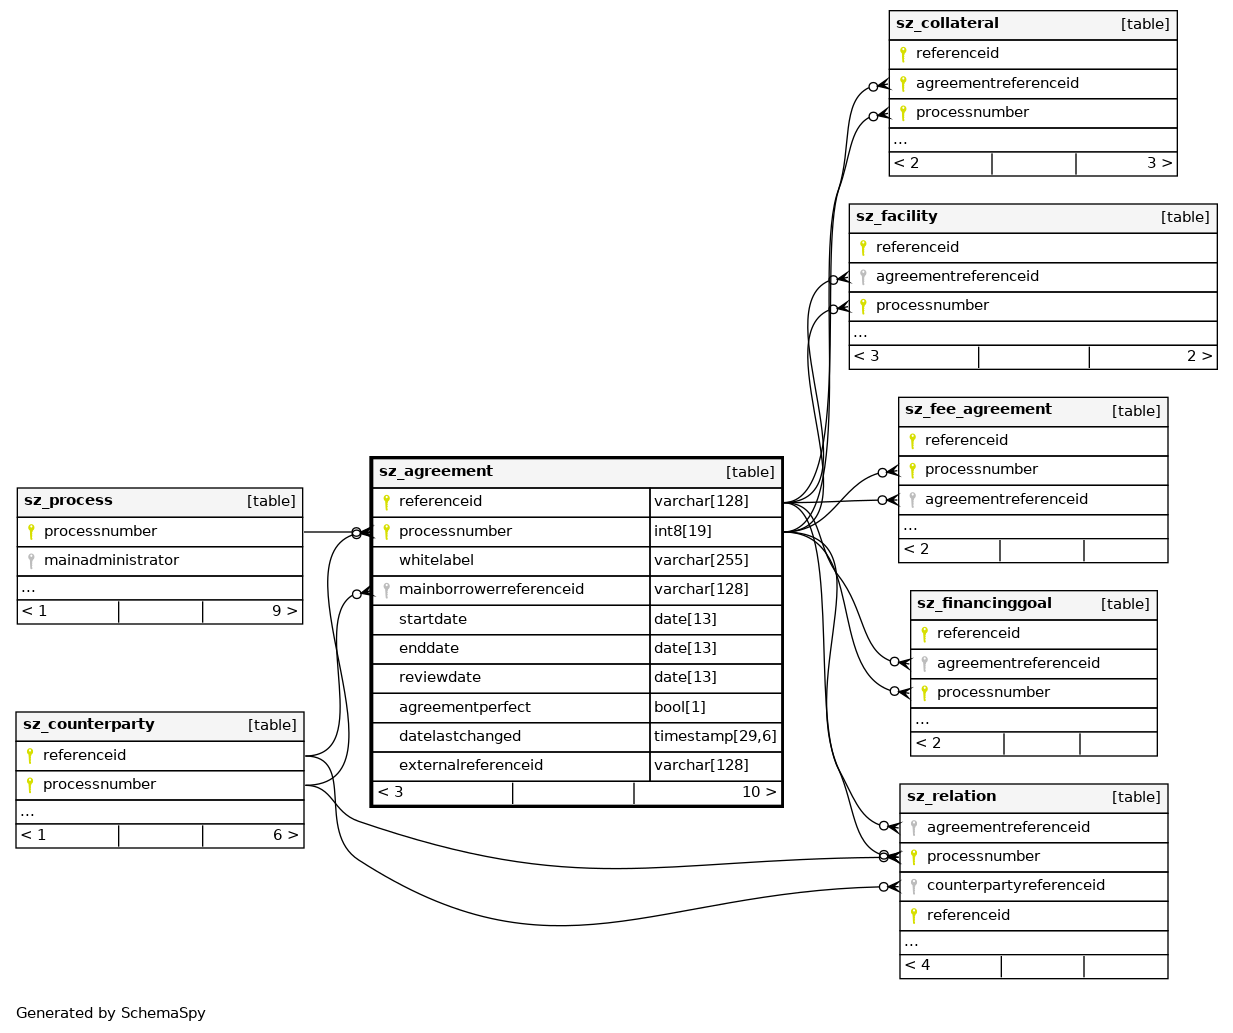 sz_collateral [table]
referenceid
agreementreferenceid
processnumber
...
< 2 3 >
sz_facility [table]
referenceid
agreementreferenceid
processnumber
...
< 3 2 >
sz_fee_agreement [table]
referenceid
processnumber
agreementreferenceid
...
< 2
sz_agreement [table]
referenceid varchar[128]
processnumber int8[19]
whitelabel varchar[255]
mainborrowerreferenceid varchar[128]
startdate date[13]
enddate date[13]
reviewdate date[13]
agreementperfect bool[1]
datelastchanged timestamp[29,6]
externalreferenceid varchar[128]
< 3 10 >
sz_process [table]
processnumber
mainadministrator
...
< 1 9 >
sz_financinggoal [table]
referenceid
agreementreferenceid
processnumber
...
< 2
sz_counterparty [table]
referenceid
processnumber
...
< 1 6 >
sz_relation [table]
agreementreferenceid
processnumber
counterpartyreferenceid
referenceid
...
< 4
Generated by SchemaSpy